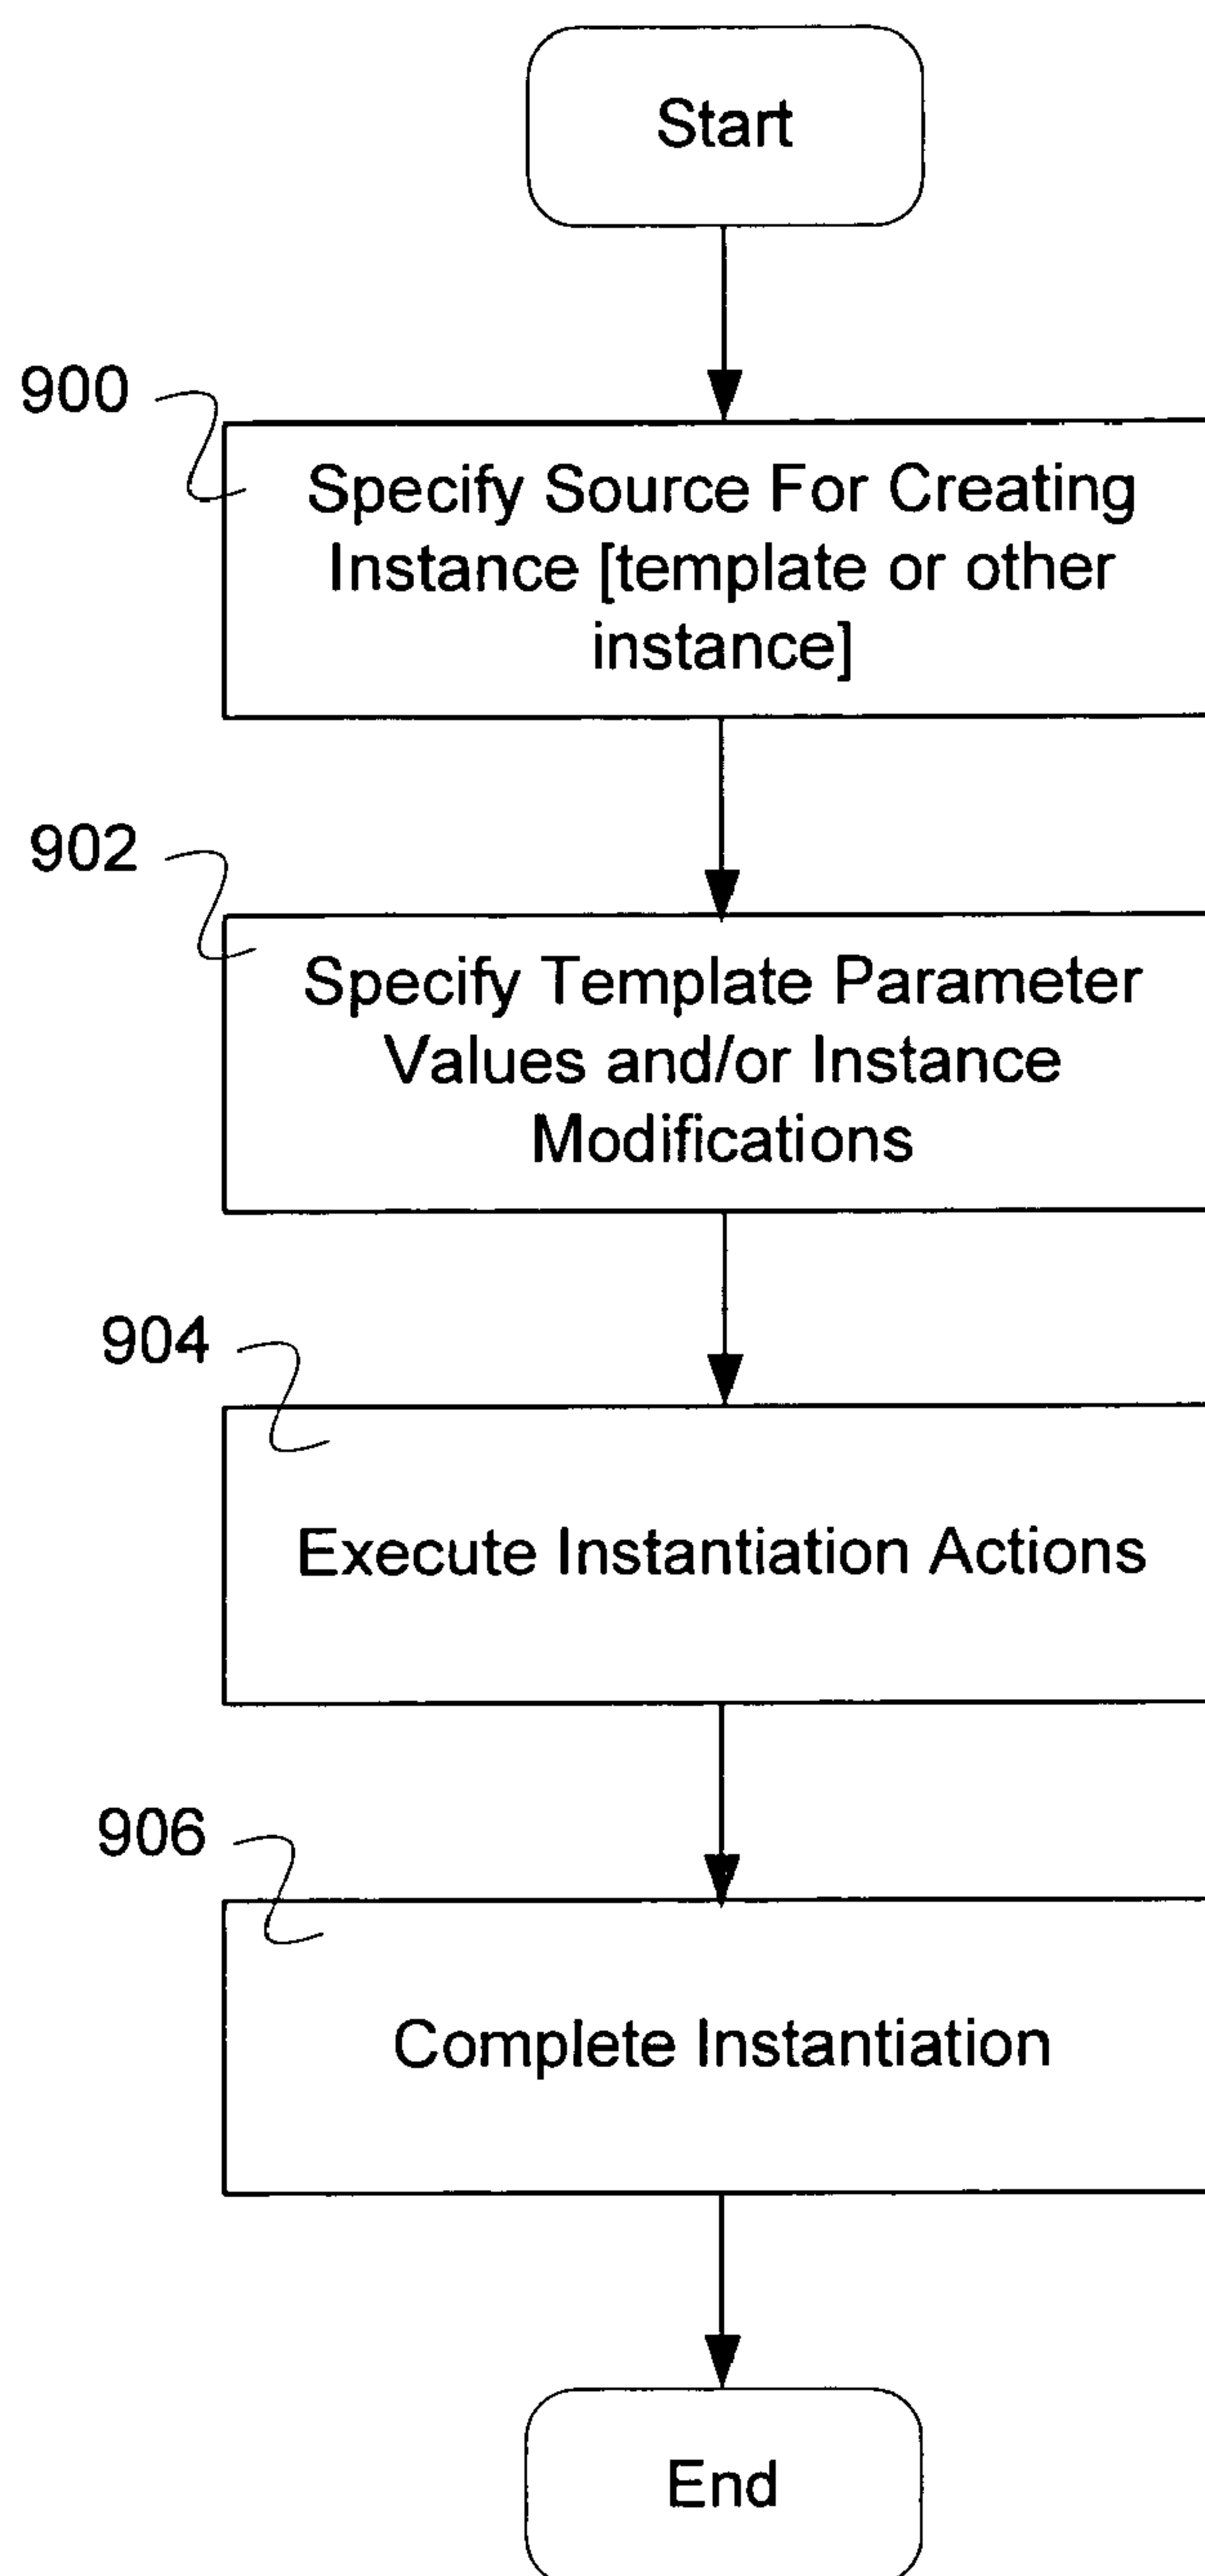 Start
900
Specify Source For Creating
Instance [template or other
instance]
902
Specify Template Parameter
Values and/or Instance
Modifications
904
Execute Instantiation Actions
906
Complete Instantiation
End